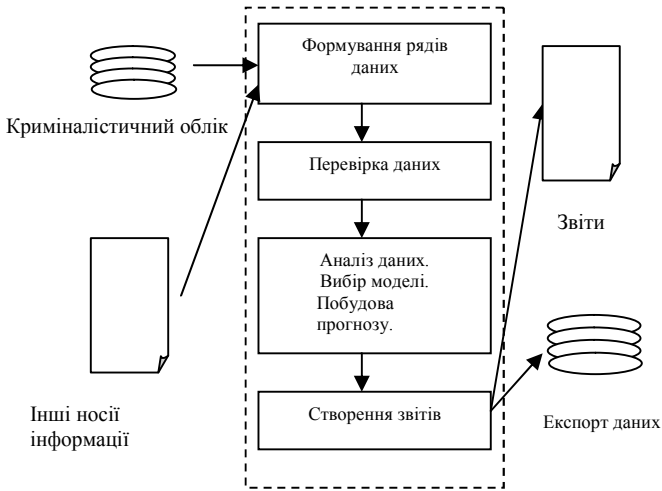 Формування рядів
даних
Криміналістичний облік
Перевірка даних
Звіти
Аналіз даних.
Вибір моделі.
Побудова
прогнозу.
Інші носії
інформації
Створення звітів
Експорт даних